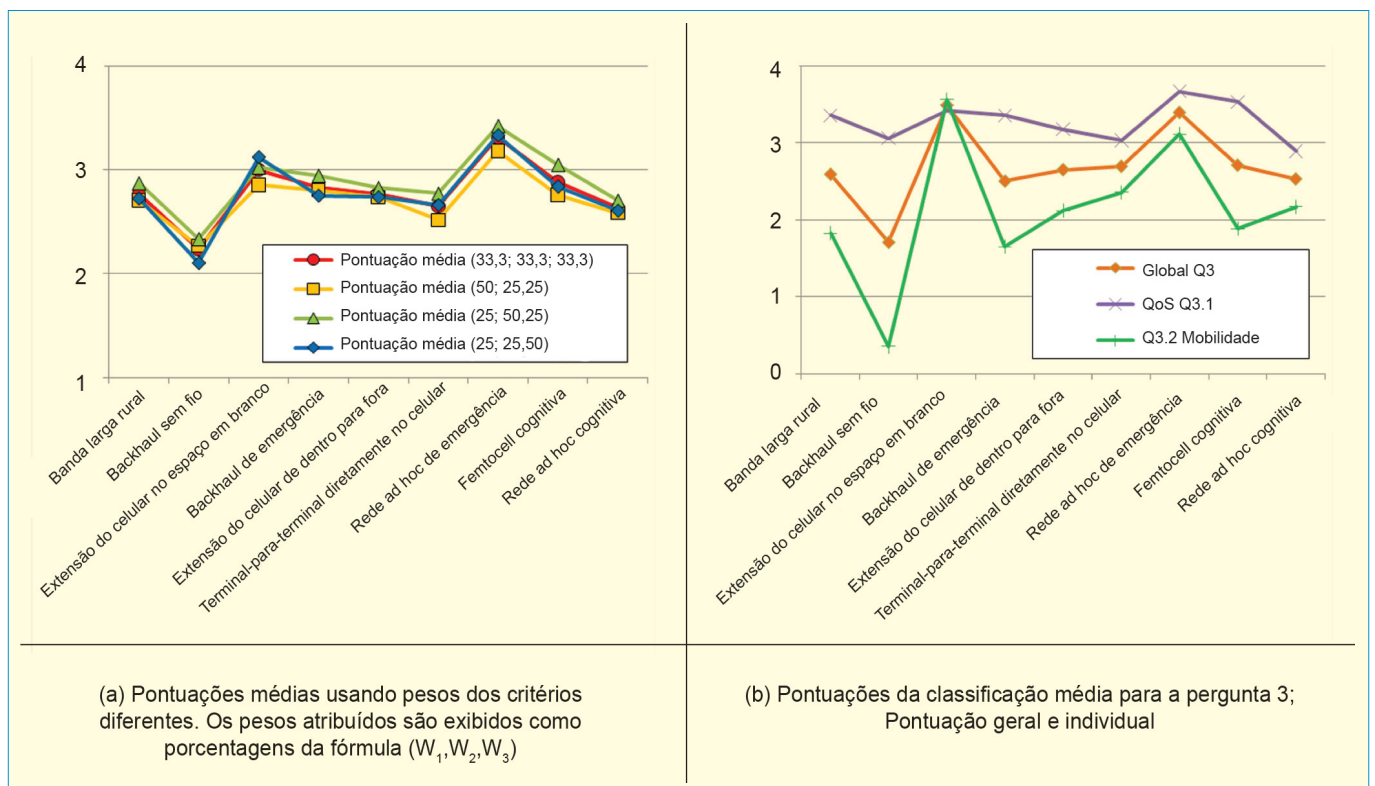 4
3
2
1
Pontuação média (33,3; 33,3; 33,3)
Pontuação média (50; 25,25)
Pontuação média (25; 50,25)
Pontuação média (25; 25,50)
Banda larga rural
Backhaul sem fio
Extensão do celular no espaço em branco
Backhaul de emergência
Extensão do celular de dentro para fora
Terminal-para-terminal diretamente no celular
Rede ad hoc de emergência
Femtocell cognitiva
Rede ad hoc cognitiva
4
3
2
1
0
Global Q3
QoS Q3.1
Q3.2 Mobilidade
Banda larga rural
Backhaul sem fio
Extensão do celular no espaço em branco
Backhaul de emergência
Extensão do celular de dentro para fora
Terminal-para-terminal diretamente no celular
Rede ad hoc de emergência
Femtocell cognitiva
Rede ad hoc cognitiva
(a) Pontuações médias usando pesos dos critérios
diferentes. Os pesos atribuídos são exibidos como
porcentagens da fórmula (W₁,W₂,W₃)
(b) Pontuações da classificação média para a pergunta 3;
Pontuação geral e individual